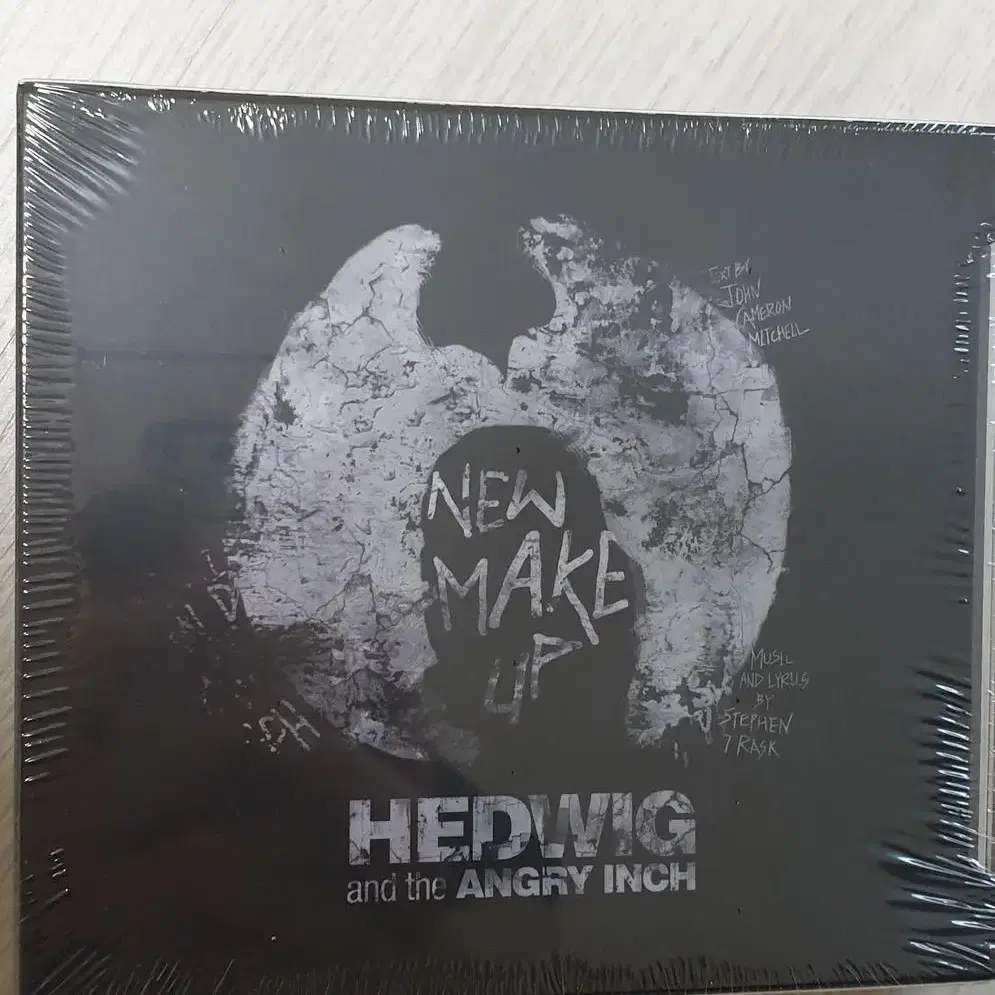 TEXT BY
JOHN
CAMERON
MITCHELL
NEW
MAKE
UP
MUSIC
AND LYRICS
BY
STEPHEN
TRASK
HEDWIG
and the ANGRY INCH